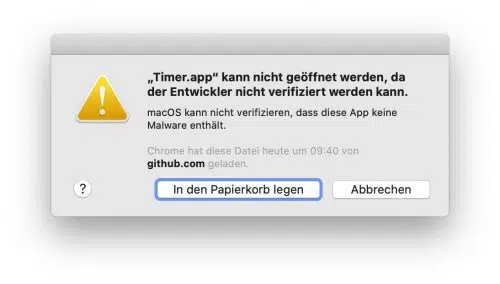 „Timer.app“ kann nicht geöffnet werden, da
der Entwickler nicht verifiziert werden kann.
macOS kann nicht verifizieren, dass diese App keine
Malware enthält.
Chrome hat diese Datei heute um 09:40 von
github.com geladen.
? In den Papierkorb legen Abbrechen